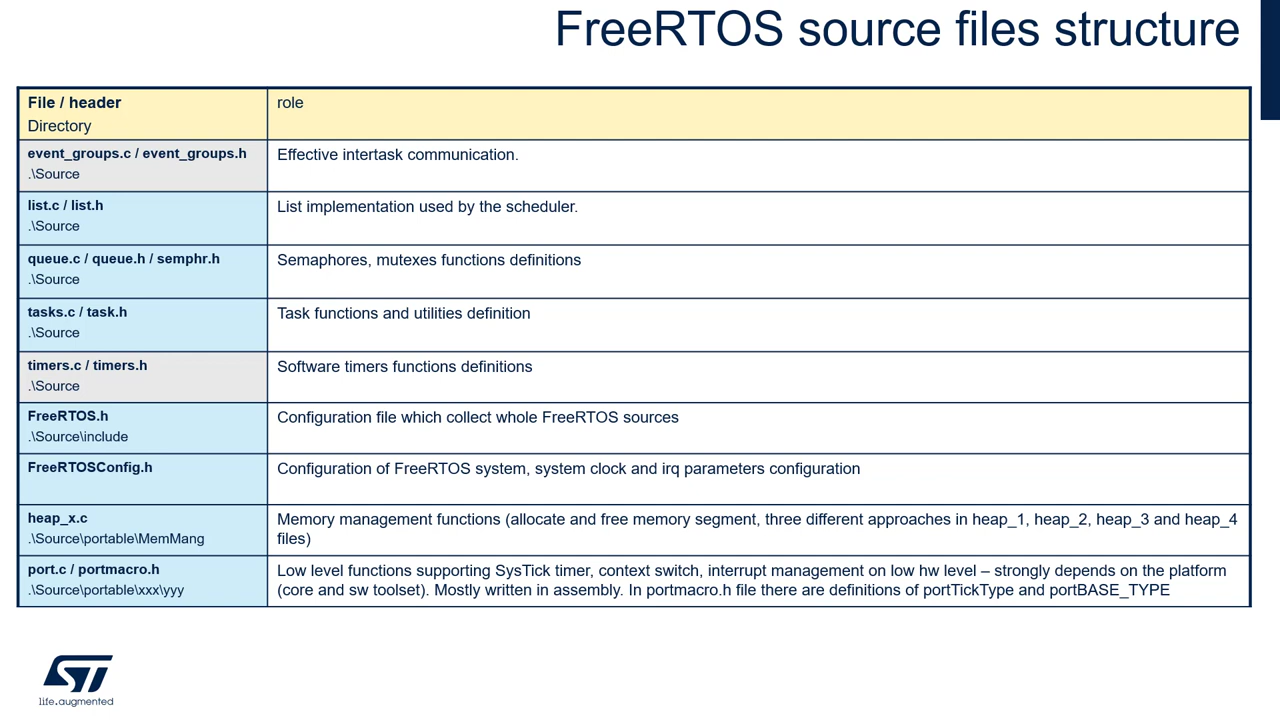 FreeRTOS source files structure
File / header
Directory
role
event_groups.c / event_groups.h
.\Source
Effective intertask communication.
list.c / list.h
.\Source
List implementation used by the scheduler.
queue.c / queue.h / semphr.h
.\Source
Semaphores, mutexes functions definitions
tasks.c / task.h
.\Source
Task functions and utilities definition
timers.c / timers.h
.\Source
Software timers functions definitions
FreeRTOS.h
.\Source\include
Configuration file which collect whole FreeRTOS sources
FreeRTOSConfig.h
Configuration of FreeRTOS system, system clock and irq parameters configuration
heap_x.c
.\Source\portable\MemMang
Memory management functions (allocate and free memory segment, three different approaches in heap_1, heap_2, heap_3 and heap_4
files)
port.c / portmacro.h
.\Source\portable\xxx\yyy
Low level functions supporting SysTick timer, context switch, interrupt management on low hw level – strongly depends on the platform
(core and sw toolset). Mostly written in assembly. In portmacro.h file there are definitions of portTickType and portBASE_TYPE
ST
life.augmented